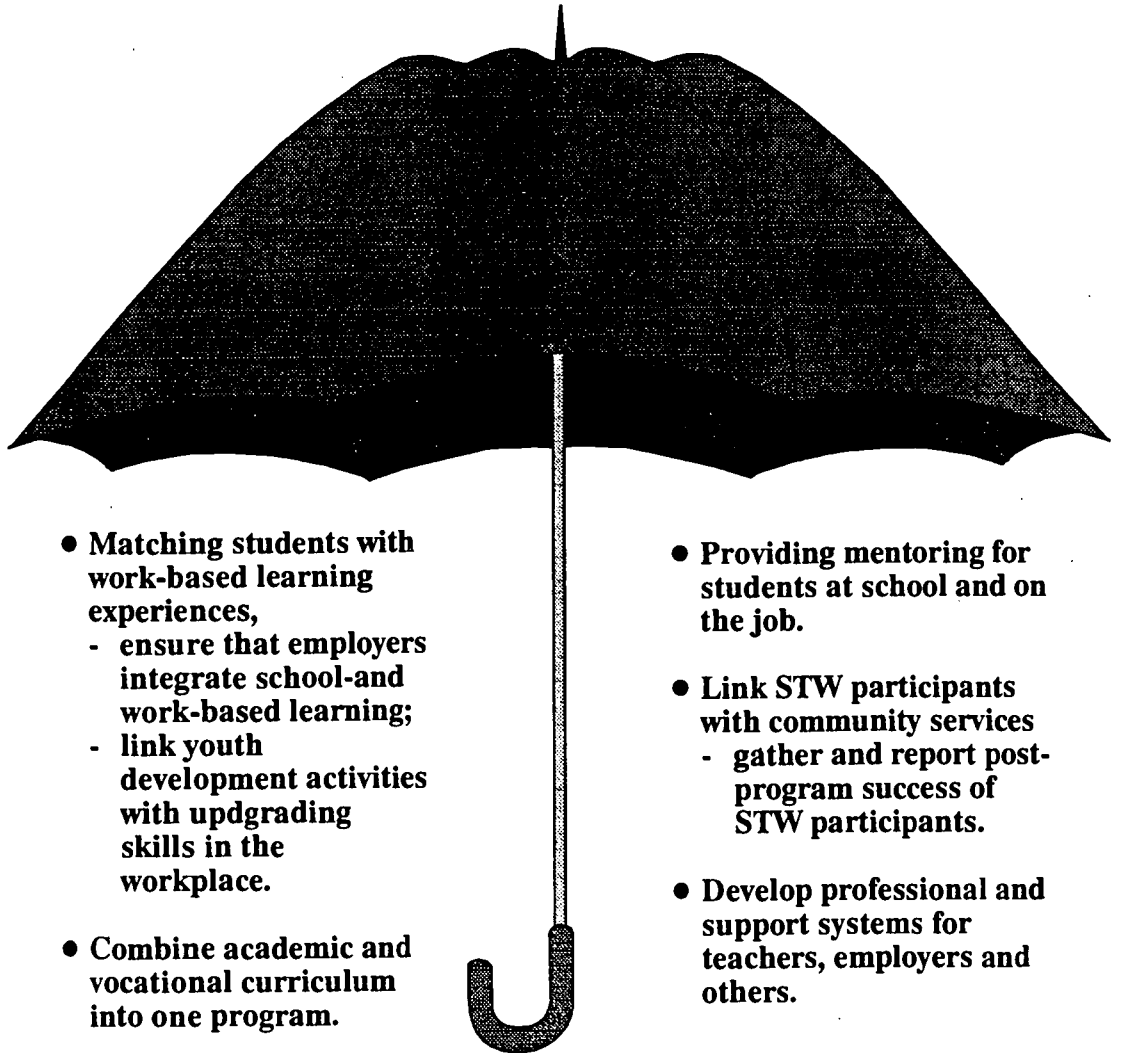 ● Matching students with
work-based learning
experiences,
- ensure that employers
integrate school-and
work-based learning;
- link youth
development activities
with updgrading
skills in the
workplace.
● Combine academic and
vocational curriculum
into one program.
● Providing mentoring for
students at school and on
the job.
● Link STW participants
with community services
- gather and report post-
program success of
STW participants.
● Develop professional and
support systems for
teachers, employers and
others.